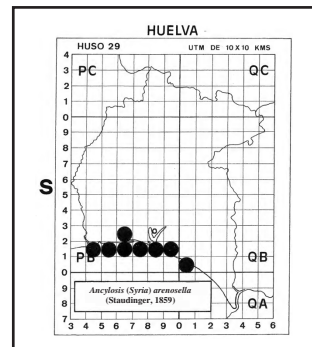 HUELVA
HUSO 29 UTM DE 10X10 KMS
4
PC QC
3
2
1
0
9
8
7
6
S
5
4
3
2
1
PB QB
0
9
QA
8
7
Ancylosis (Syria) arenosella
(Staudinger, 1859)
3 4 5 6 7 8 9 0 1 2 3 4 5 6